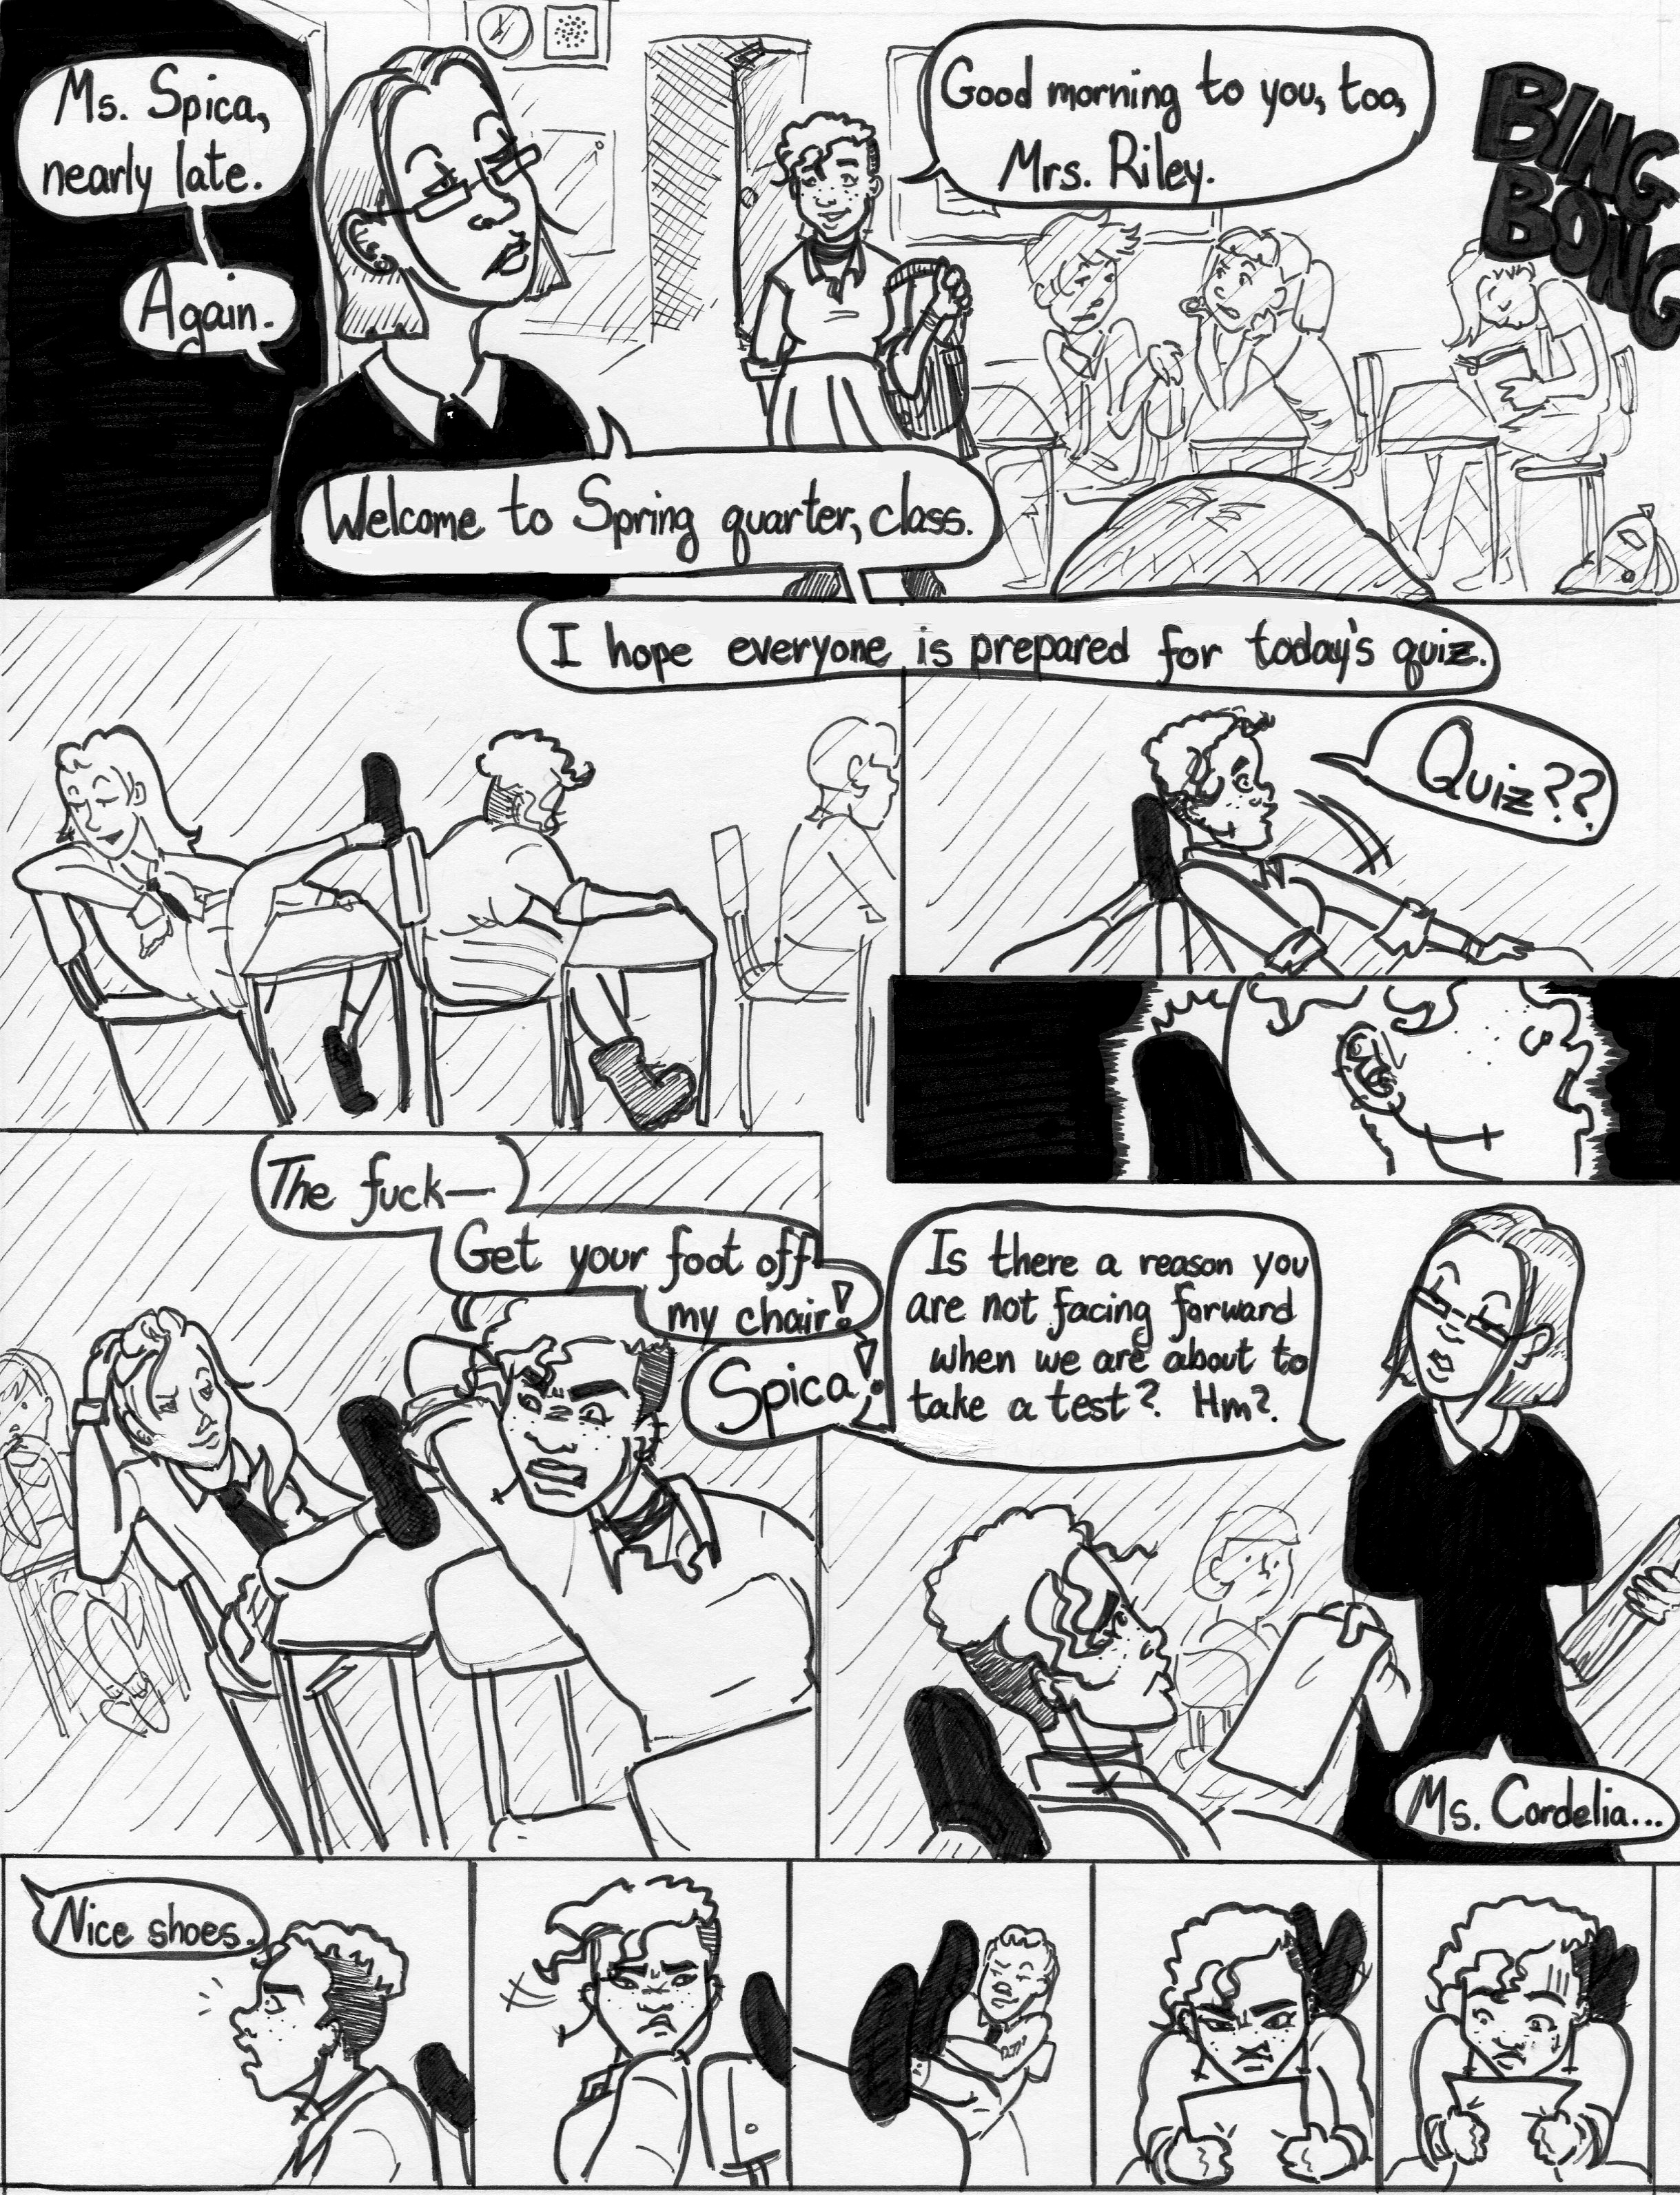 Ms. Spica,
nearly late.
Again.
Good morning to you, too,
Mrs. Riley.
BING
BONG
Welcome to Spring quarter, class.
I hope everyone is prepared for today's quiz.
Quiz??
The fuck—
Get your foot off
my chair!
Spica!
Is there a reason you
are not facing forward
when we are about to
take a test? Hm?
Ms. Cordelia...
Nice shoes.